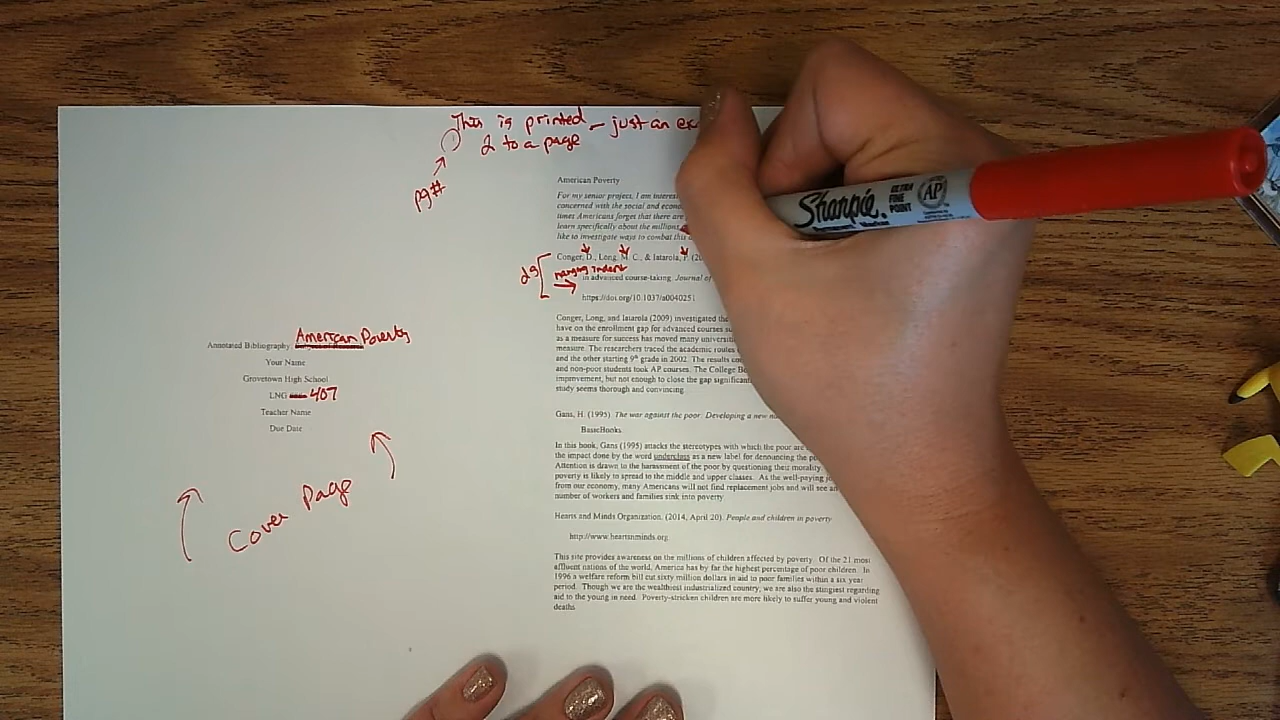 This is printed - just an
2 to a page
pg#
American Poverty
For my senior project, I am
concerned with the social and
times Americans forget that there are
learn specifically about the millions
like to investigate ways to combat this
Conger, D., Long, M. C., & Iatarola, P.
ds
hanging indent
in advanced course-taking. Journal of
https://doi.org/10.1037/a0040251
Conger, Long, and Iatarola (2009) investigated the
have on the enrollment gap for advanced courses
as a measure for success has moved many
measure. The researchers traced the academic routes
and the other starting 9th grade in 2002. The results
and non-poor students took AP courses. The College
improvement, but not enough to close the gap
study seems thorough and convincing.
Gans, H. (1995). The war against the poor: Developing a new
BasicBooks.
In this book, Gans (1995) attacks the stereotypes with which the poor are
the impact done by the word underclass as a new label for denouncing the
Attention is drawn to the harassment of the poor by questioning their morality.
poverty is likely to spread to the middle and upper classes. As the well-paying
from our economy, many Americans will not find replacement jobs and will see
number of workers and families sink into poverty
Hearts and Minds Organization. (2014, April 20). People and children in poverty
http://www.heartsnminds.org
This site provides awareness on the millions of children affected by poverty. Of the 21 most
affluent nations of the world, America has by far the highest percentage of poor children. In
1996 a welfare reform bill cut sixty million dollars in aid to poor families within a six year
period. Though we are the wealthiest industrialized country, we are also the stingiest regarding
aid to the young in need. Poverty-stricken children are more likely to suffer young and violent
deaths.
American Poverty
Annotated Bibliography:
Your Name
Grovetown High School
LNG 407
Teacher Name
Due Date
Cover Page
Sharpie.
ULTRA
FINE
POINT
AP